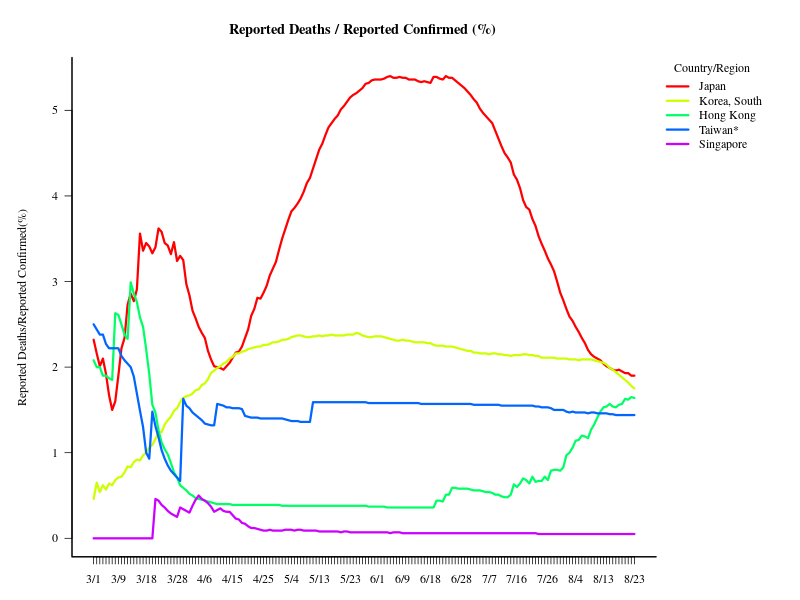 Reported Deaths / Reported Confirmed (%)
Country/Region
Japan
Korea, South
Hong Kong
Taiwan*
Singapore
Reported Deaths/Reported Confirmed(%)
5
4
3
2
1
0
3/1 3/9 3/18 3/28 4/6 4/15 4/25 5/4 5/13 5/23 6/1 6/9 6/18 6/28 7/7 7/16 7/26 8/4 8/13 8/23